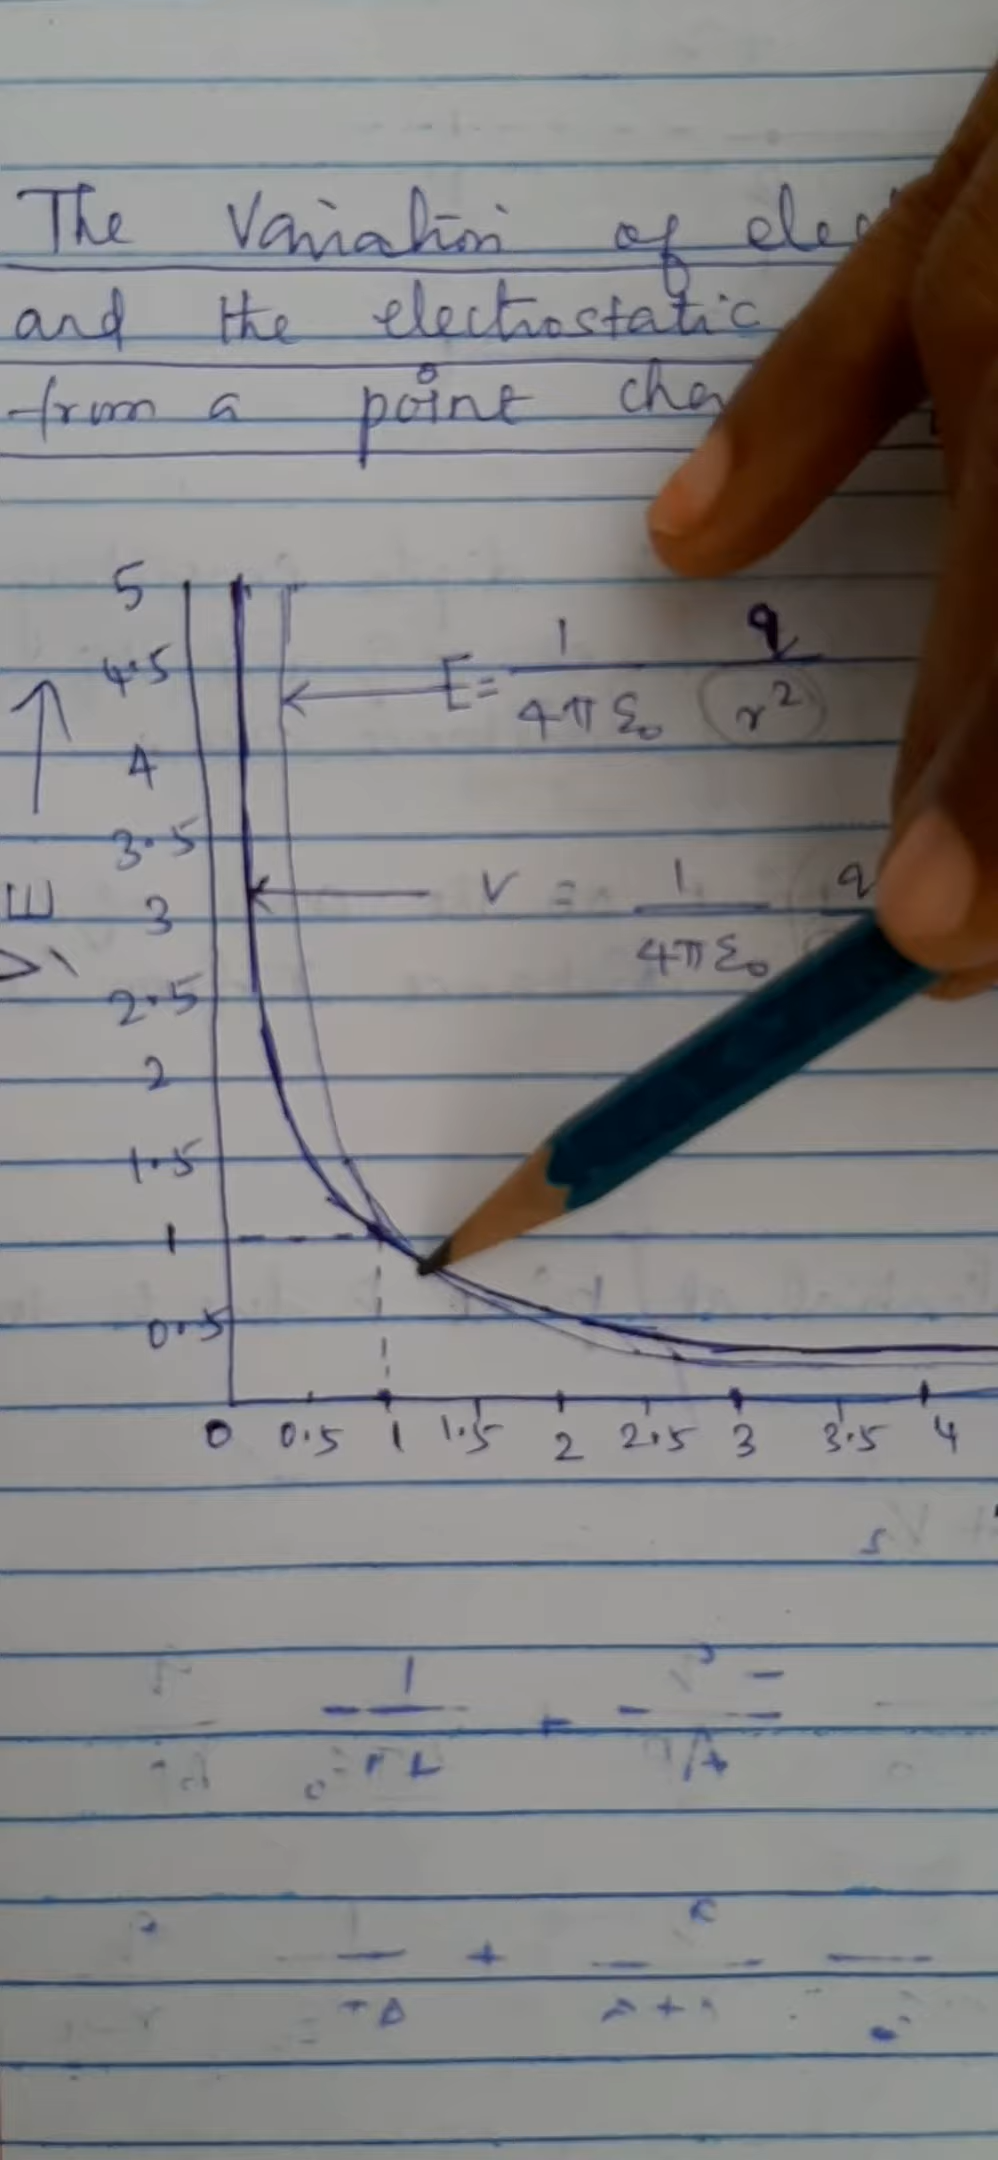 The Variation of
and the electrostatic
from a point
5
4.5
E = 1 / 4πε₀ q / r²
4
3.5
V = 1 / 4πε₀ q
E
3
V
2.5
2
1.5
1
0.5
0 0.5 1 1.5 2 2.5 3 3.5 4